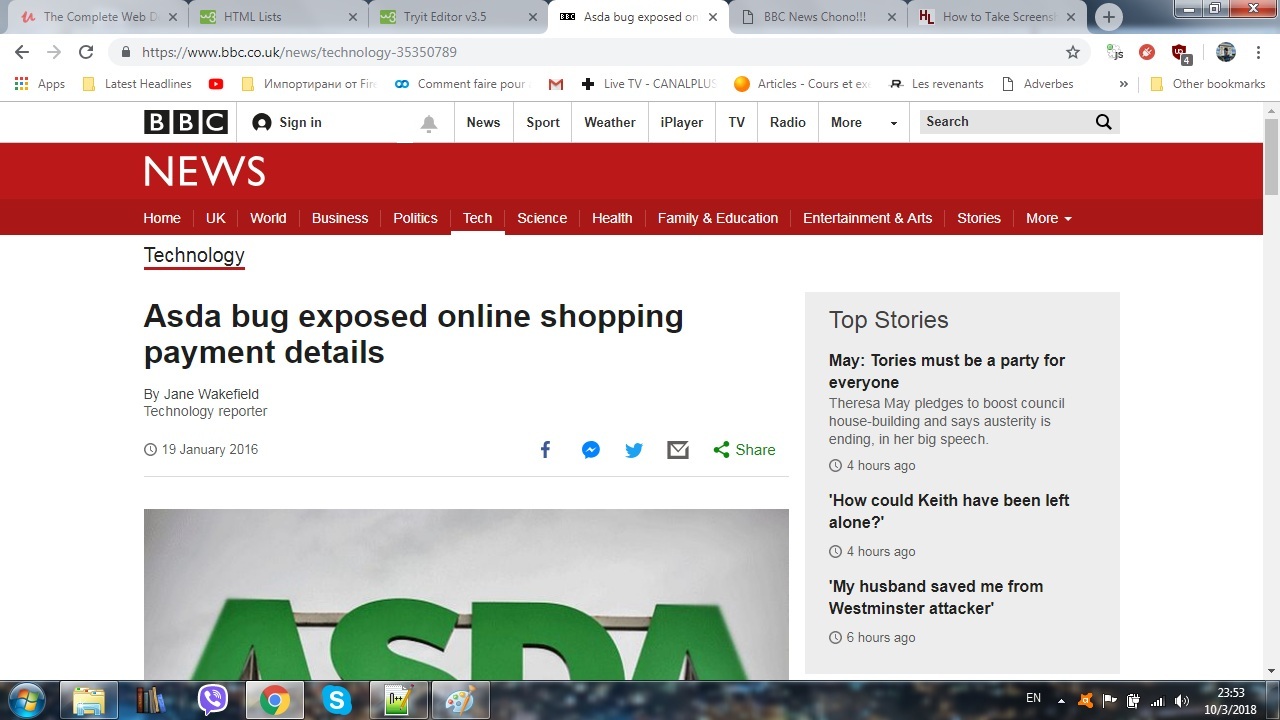 The Complete Web D
HTML Lists
Tryit Editor v3.
Asda bug exposed on
BBC News - Gno!!!
How to Take Screens
https://www.bbc.co.uk/news/technology-35350789
JS
4
Apps
Latest Headlines
Импортирани от Fire
Comment faire pour
Live TV - CANALPLUS
Articles - Cours et ex
Les revenants
Adverbes
»
Other bookmarks
BBC
Sign in
News
Sport
Weather
iPlayer
TV
Radio
More
Search
NEWS
Home
UK
World
Business
Politics
Tech
Science
Health
Family & Education
Entertainment & Arts
Stories
More
Technology
Asda bug exposed online shopping
payment details
By Jane Wakefield
Technology reporter
19 January 2016
Share
ASDA
Top Stories
May: Tories must be a party for
everyone
Theresa May pledges to boost council
house-building and says austerity is
ending, in her big speech.
4 hours ago
'How could Keith have been left
alone?'
4 hours ago
'My husband saved me from
Westminster attacker'
6 hours ago
EN
23:53
10/3/2018